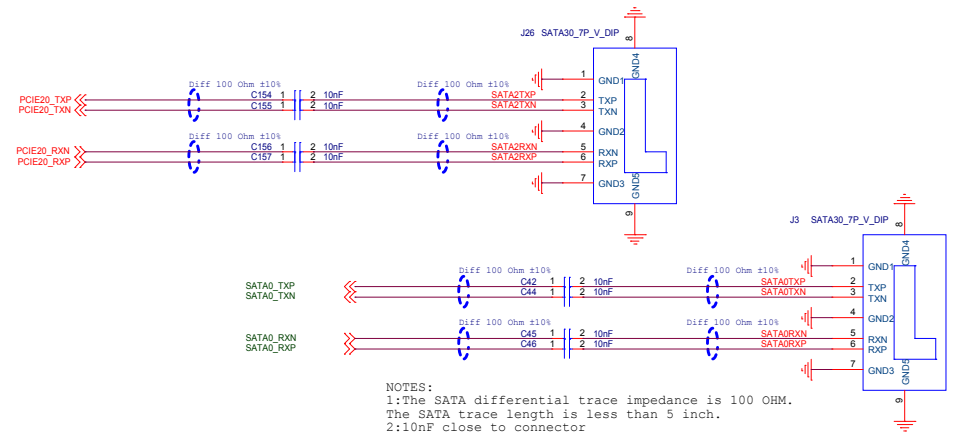 J26 SATA30_7P_V_DIP
8
GND4
Diff 100 Ohm ±10% Diff 100 Ohm ±10% 1 GND1
PCIE20_TXP C154 1 2 10nF SATA2TXP 2 TXP
PCIE20_TXN C155 1 2 10nF SATA2TXN 3 TXN
4 GND2
Diff 100 Ohm ±10% Diff 100 Ohm ±10%
PCIE20_RXN C156 1 2 10nF SATA2RXN 5 RXN
PCIE20_RXP C157 1 2 10nF SATA2RXP 6 RXP
7 GND3
GND5
9
J3 SATA30_7P_V_DIP
8
GND4
Diff 100 Ohm ±10% Diff 100 Ohm ±10% 1 GND1
SATA0_TXP C42 1 2 10nF SATA0TXP 2 TXP
SATA0_TXN C44 1 2 10nF SATA0TXN 3 TXN
4 GND2
Diff 100 Ohm ±10% Diff 100 Ohm ±10%
SATA0_RXN C45 1 2 10nF SATA0RXN 5 RXN
SATA0_RXP C46 1 2 10nF SATA0RXP 6 RXP
7 GND3
GND5
9
NOTES:
1:The SATA differential trace impedance is 100 OHM.
The SATA trace length is less than 5 inch.
2:10nF close to connector